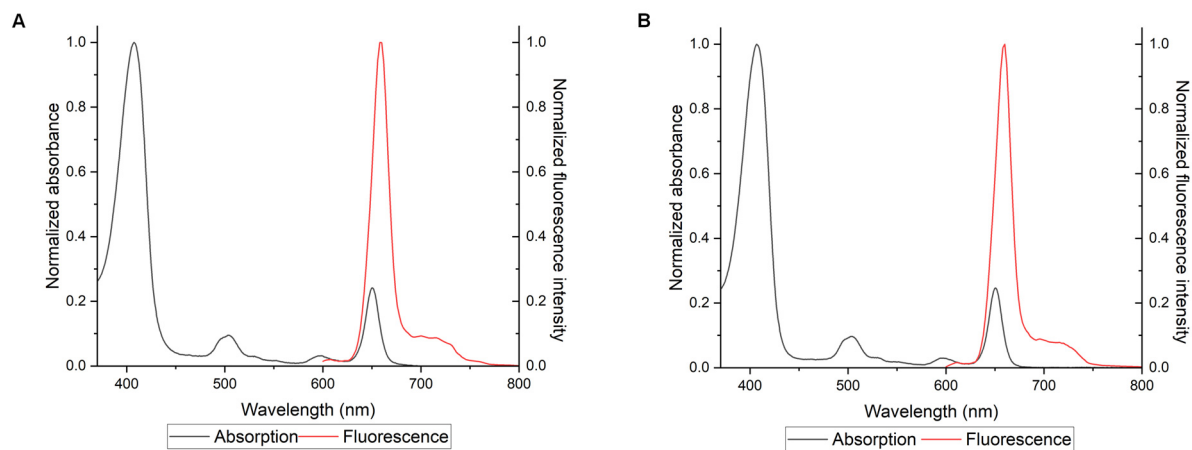 A
Normalized absorbance
1.0
0.8
0.6
0.4
0.2
0.0
1.0
0.8
0.6
0.4
0.2
0.0
Normalized fluorescence intensity
400 500 600 700 800
Wavelength (nm)
Absorption Fluorescence
B
Normalized absorbance
1.0
0.8
0.6
0.4
0.2
0.0
1.0
0.8
0.6
0.4
0.2
0.0
Normalized fluorescence intensity
400 500 600 700 800
Wavelength (nm)
Absorption Fluorescence